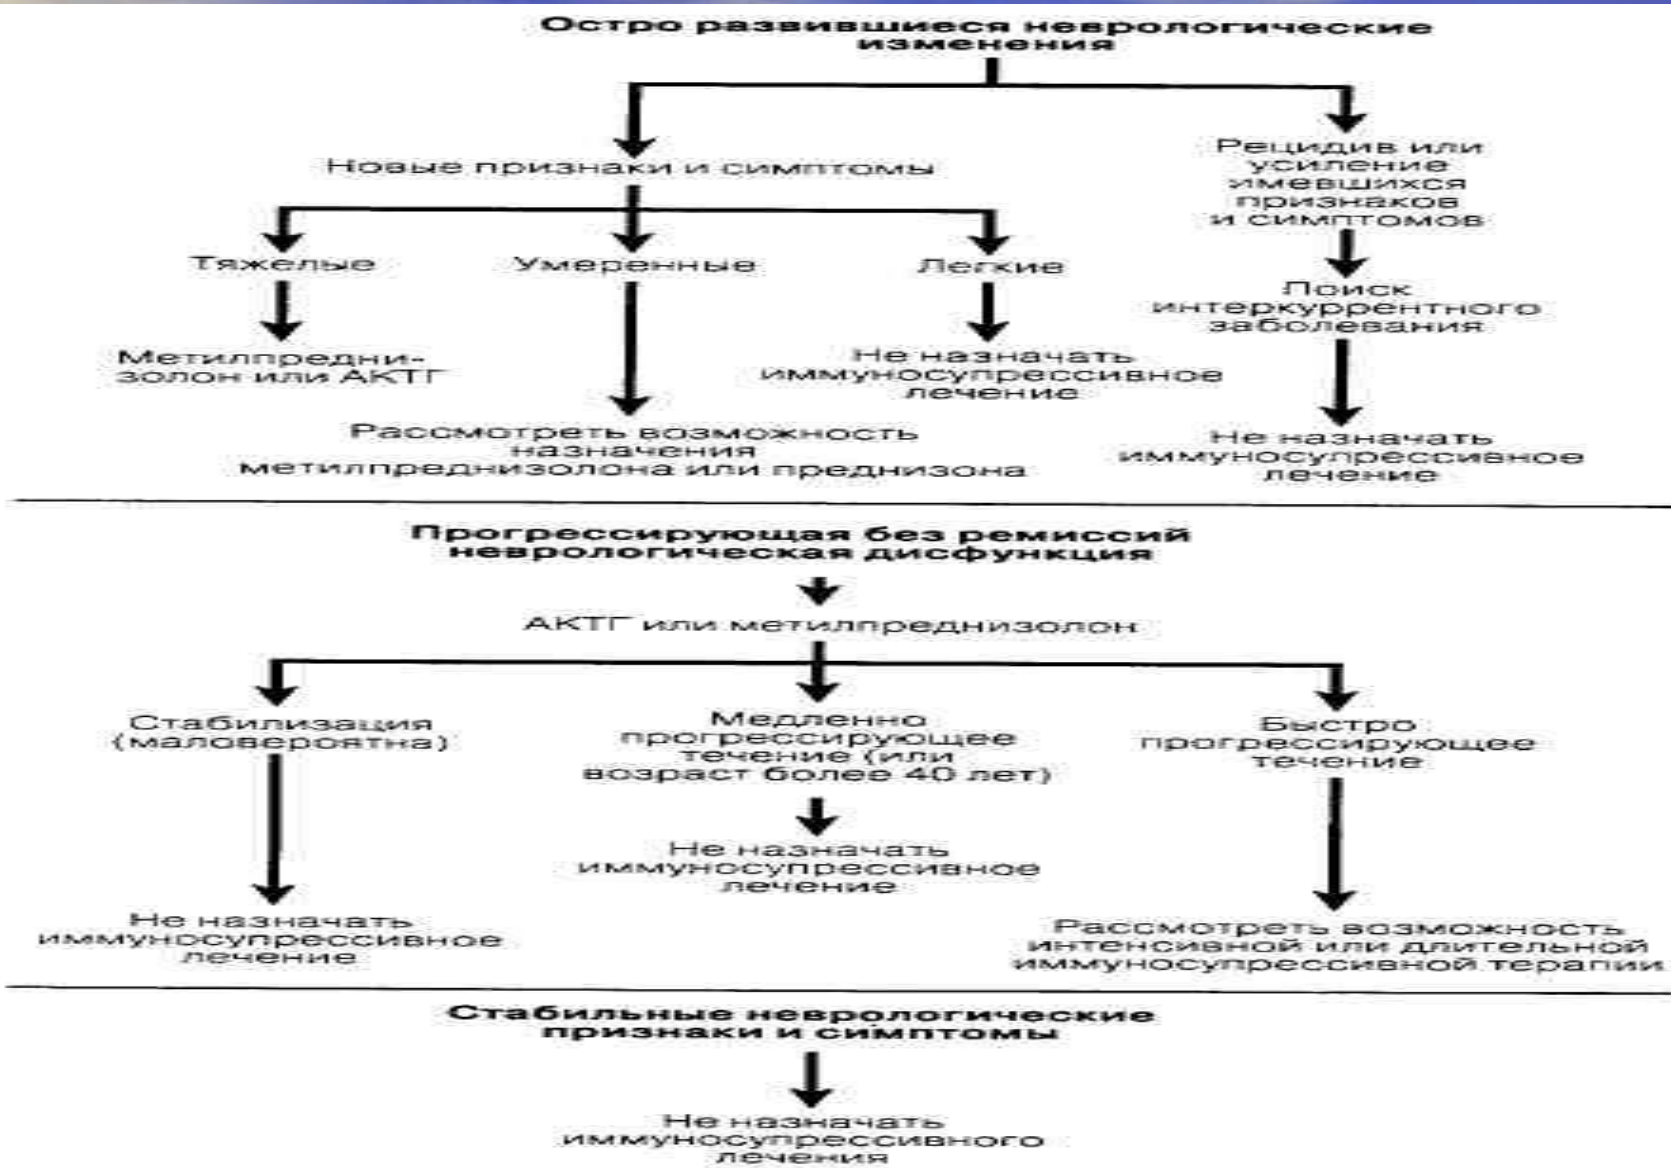 Остро развившиеся неврологические
изменения
Новые признаки и симптомы
Рецидив или
усиление
имевшихся
признаков
и симптомов
Тяжелые
Умеренные
Легкие
Поиск
интеркуррентного
заболевания
Метилпредни-
золон или АКТГ
Не назначать
иммуносупрессивное
лечение
Рассмотреть возможность
назначения
метилпреднизолона или преднизона
Не назначать
иммуносупрессивное
лечение
Прогрессирующая без ремиссий
неврологическая дисфункция
АКТГ или метилпреднизолон
Стабилизация
(маловероятна)
Медленно
прогрессирующее
течение (или
возраст более 40 лет)
Быстро
прогрессирующее
течение
Не назначать
иммуносупрессивное
лечение
Не назначать
иммуносупрессивное
лечение
Рассмотреть возможность
интенсивной или длительной
иммуносупрессивной терапии
Стабильные неврологические
признаки и симптомы
Не назначать
иммуносупрессивного
лечения